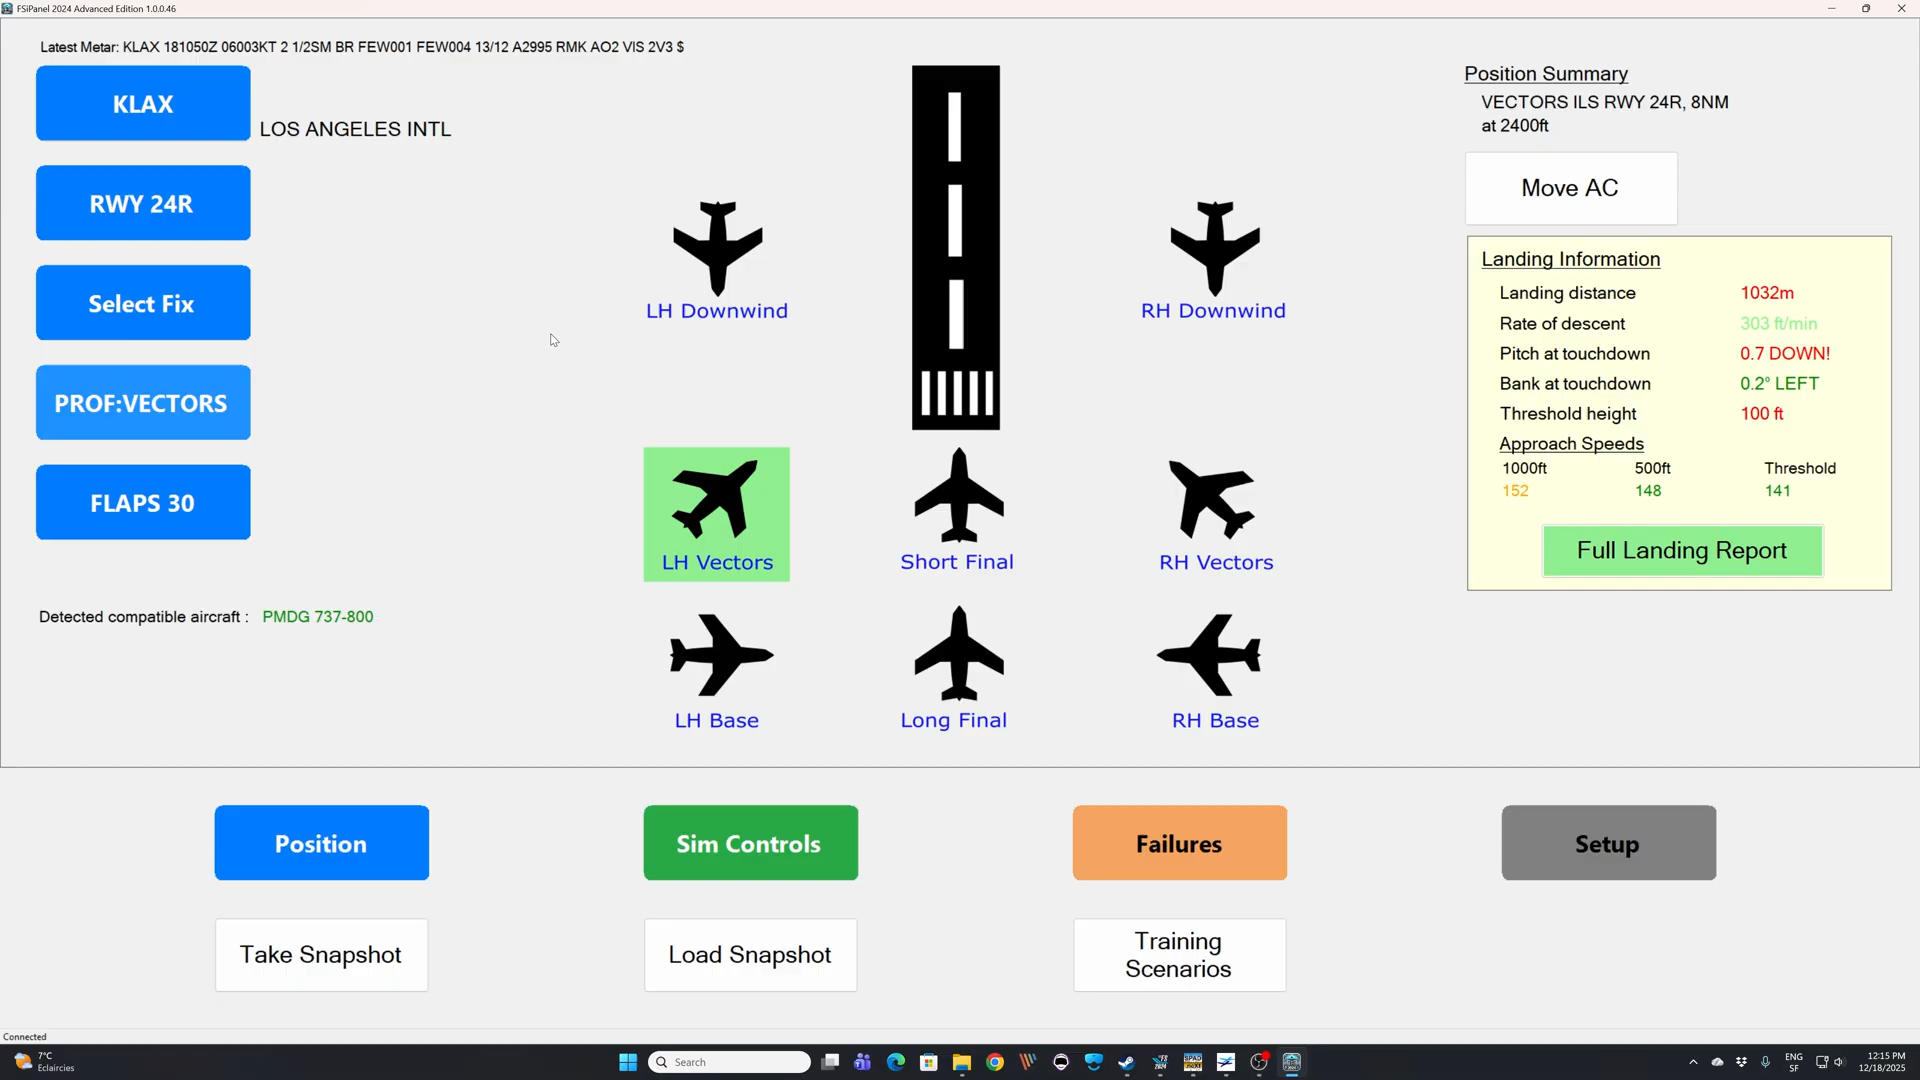 FSiPanel 2024 Advanced Edition 1.0.0.46
Latest Metar: KLAX 181050Z 06003KT 2 1/2SM BR FEW001 FEW004 13/12 A2995 RMK AO2 VIS 2V3 $
KLAX
LOS ANGELES INTL
RWY 24R
Select Fix
PROF:VECTORS
FLAPS 30
Detected compatible aircraft : PMDG 737-800
LH Downwind
RH Downwind
LH Vectors
Short Final
RH Vectors
LH Base
Long Final
RH Base
Position Summary
VECTORS ILS RWY 24R, 8NM
at 2400ft
Move AC
Landing Information
Landing distance 1032m
Rate of descent 303 ft/min
Pitch at touchdown 0.7 DOWN!
Bank at touchdown 0.2° LEFT
Threshold height 100 ft
Approach Speeds
1000ft 500ft Threshold
152 148 141
Full Landing Report
Position
Sim Controls
Failures
Setup
Take Snapshot
Load Snapshot
Training
Scenarios
Connected
7°C
Eclaircies
Search
ENG
SF
12:15 PM
12/18/2025